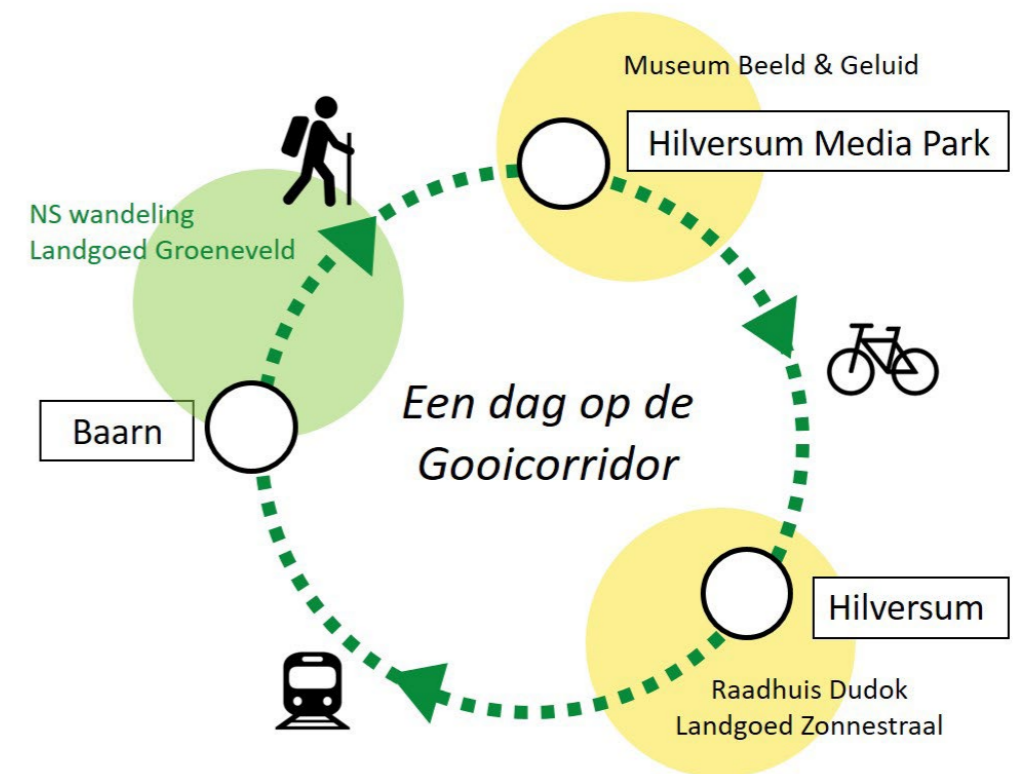 Museum Beeld & Geluid
Hilversum Media Park
NS wandeling
Landgoed Groeneveld
Baarn
Een dag op de
Gooicorridor
Hilversum
Raadhuis Dudok
Landgoed Zonnestraal